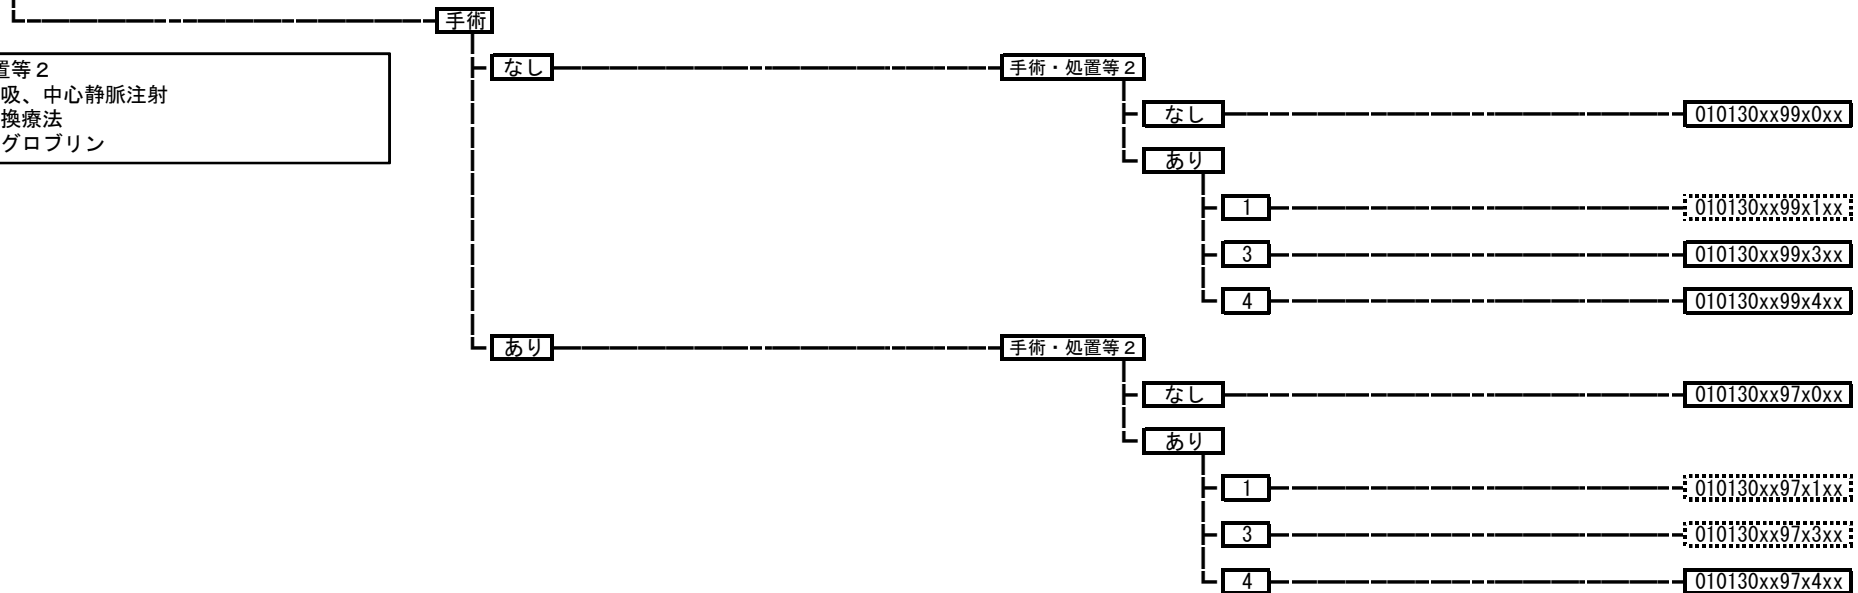 手術
置等２
吸、中心静脈注射
換療法
グロブリン
なし
手術・処置等２
なし
010130xx99x0xx
あり
1
010130xx99x1xx
3
010130xx99x3xx
4
010130xx99x4xx
あり
手術・処置等２
なし
010130xx97x0xx
あり
1
010130xx97x1xx
3
010130xx97x3xx
4
010130xx97x4xx